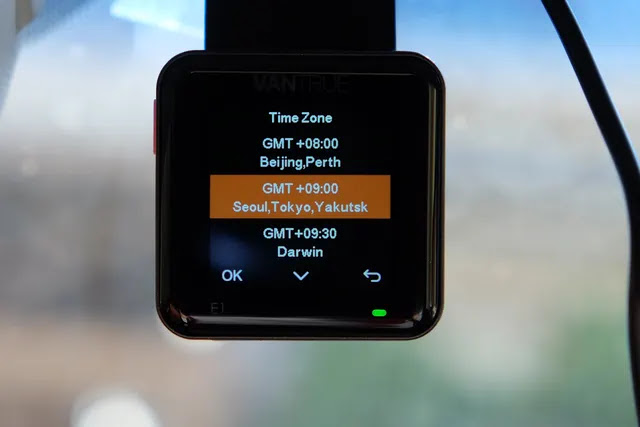 VANTRUE
Time Zone
GMT +08:00
Beijing,Perth
GMT +09:00
Seoul,Tokyo,Yakutsk
GMT+09:30
Darwin
OK
E1